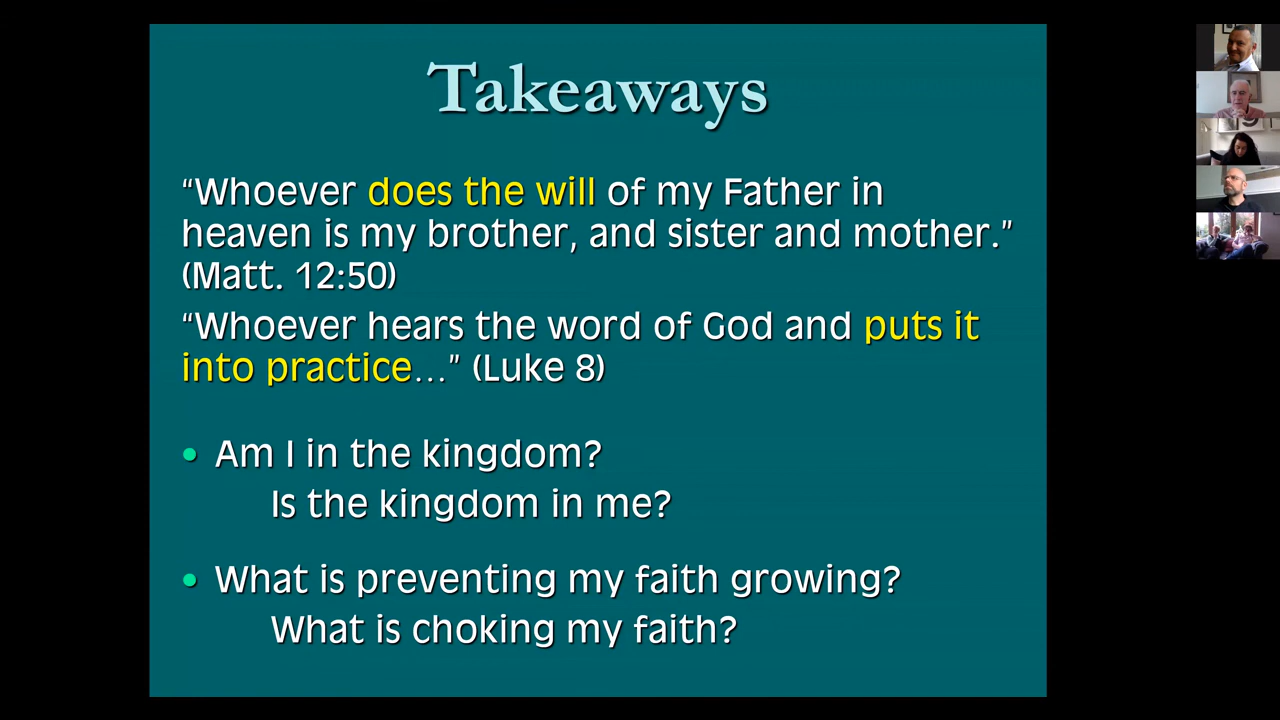 Takeaways
“Whoever does the will of my Father in
heaven is my brother, and sister and mother.”
(Matt. 12:50)
“Whoever hears the word of God and puts it
into practice…” (Luke 8)
• Am I in the kingdom?
Is the kingdom in me?
• What is preventing my faith growing?
What is choking my faith?